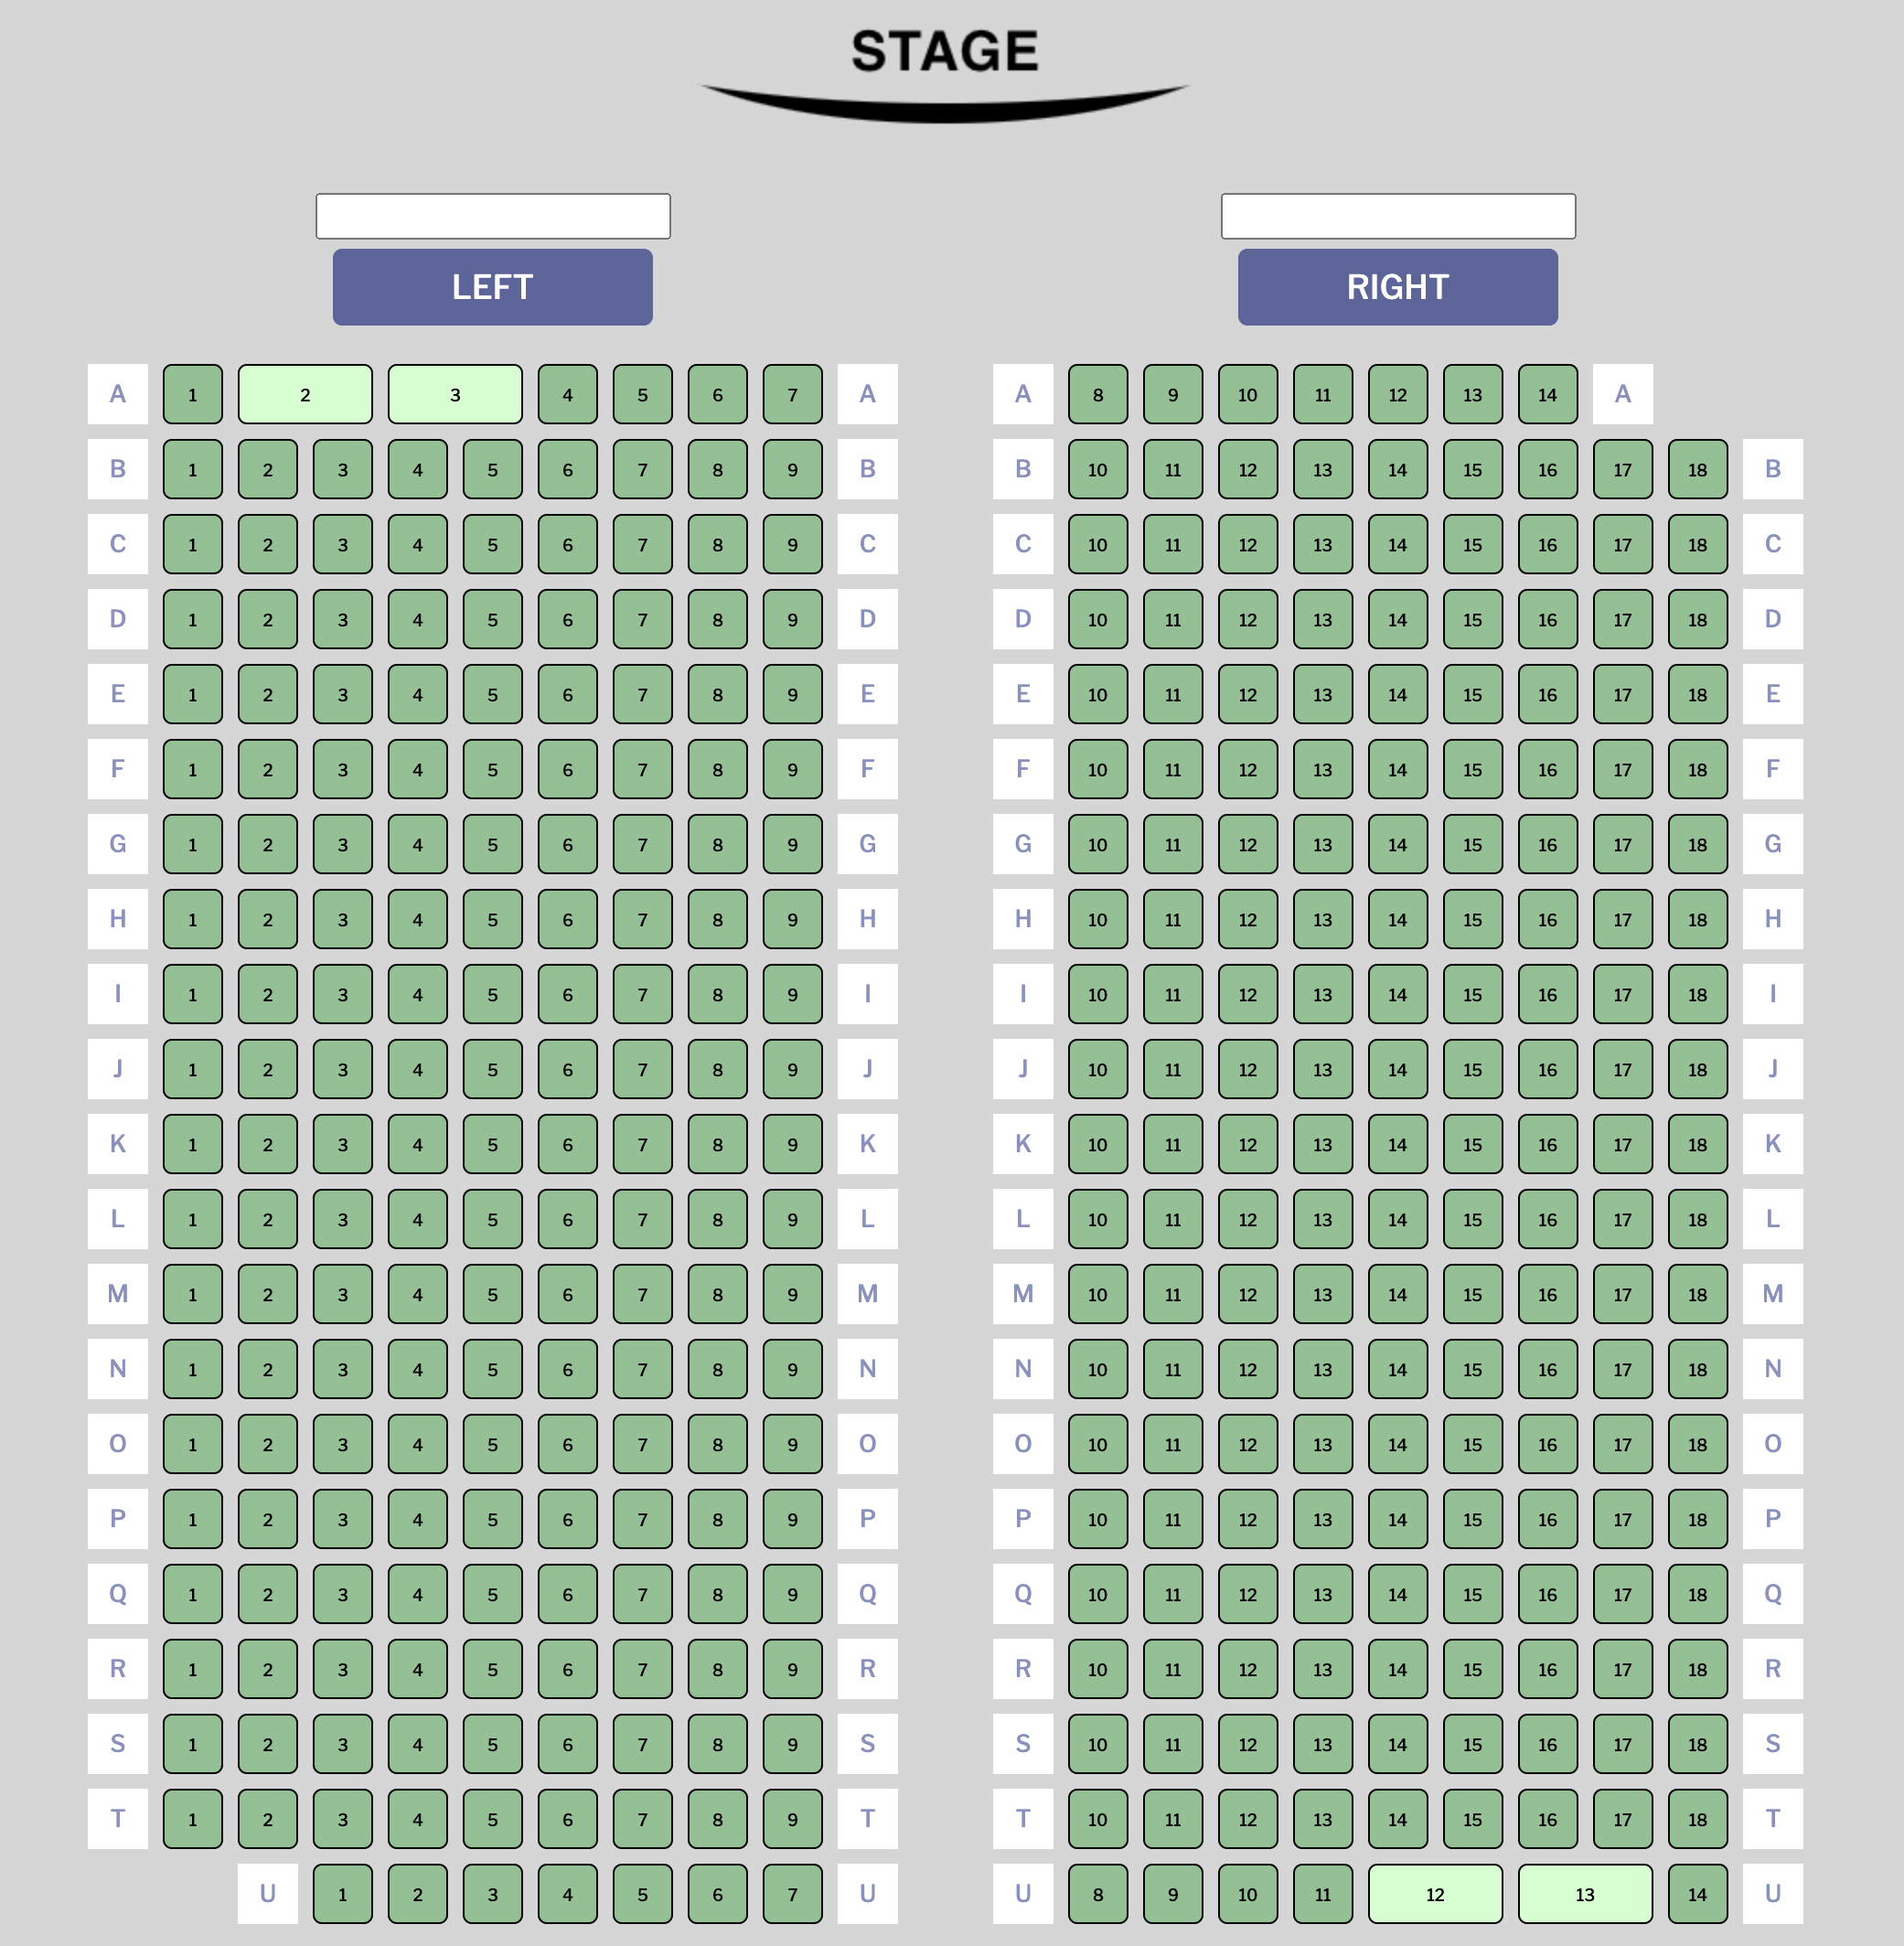 STAGE
LEFT RIGHT
A 1 2 3 4 5 6 7 A A 8 9 10 11 12 13 14 A
B 1 2 3 4 5 6 7 8 9 B B 10 11 12 13 14 15 16 17 18 B
C 1 2 3 4 5 6 7 8 9 C C 10 11 12 13 14 15 16 17 18 C
D 1 2 3 4 5 6 7 8 9 D D 10 11 12 13 14 15 16 17 18 D
E 1 2 3 4 5 6 7 8 9 E E 10 11 12 13 14 15 16 17 18 E
F 1 2 3 4 5 6 7 8 9 F F 10 11 12 13 14 15 16 17 18 F
G 1 2 3 4 5 6 7 8 9 G G 10 11 12 13 14 15 16 17 18 G
H 1 2 3 4 5 6 7 8 9 H H 10 11 12 13 14 15 16 17 18 H
I 1 2 3 4 5 6 7 8 9 I I 10 11 12 13 14 15 16 17 18 I
J 1 2 3 4 5 6 7 8 9 J J 10 11 12 13 14 15 16 17 18 J
K 1 2 3 4 5 6 7 8 9 K K 10 11 12 13 14 15 16 17 18 K
L 1 2 3 4 5 6 7 8 9 L L 10 11 12 13 14 15 16 17 18 L
M 1 2 3 4 5 6 7 8 9 M M 10 11 12 13 14 15 16 17 18 M
N 1 2 3 4 5 6 7 8 9 N N 10 11 12 13 14 15 16 17 18 N
O 1 2 3 4 5 6 7 8 9 O O 10 11 12 13 14 15 16 17 18 O
P 1 2 3 4 5 6 7 8 9 P P 10 11 12 13 14 15 16 17 18 P
Q 1 2 3 4 5 6 7 8 9 Q Q 10 11 12 13 14 15 16 17 18 Q
R 1 2 3 4 5 6 7 8 9 R R 10 11 12 13 14 15 16 17 18 R
S 1 2 3 4 5 6 7 8 9 S S 10 11 12 13 14 15 16 17 18 S
T 1 2 3 4 5 6 7 8 9 T T 10 11 12 13 14 15 16 17 18 T
U 1 2 3 4 5 6 7 U U 8 9 10 11 12 13 14 U